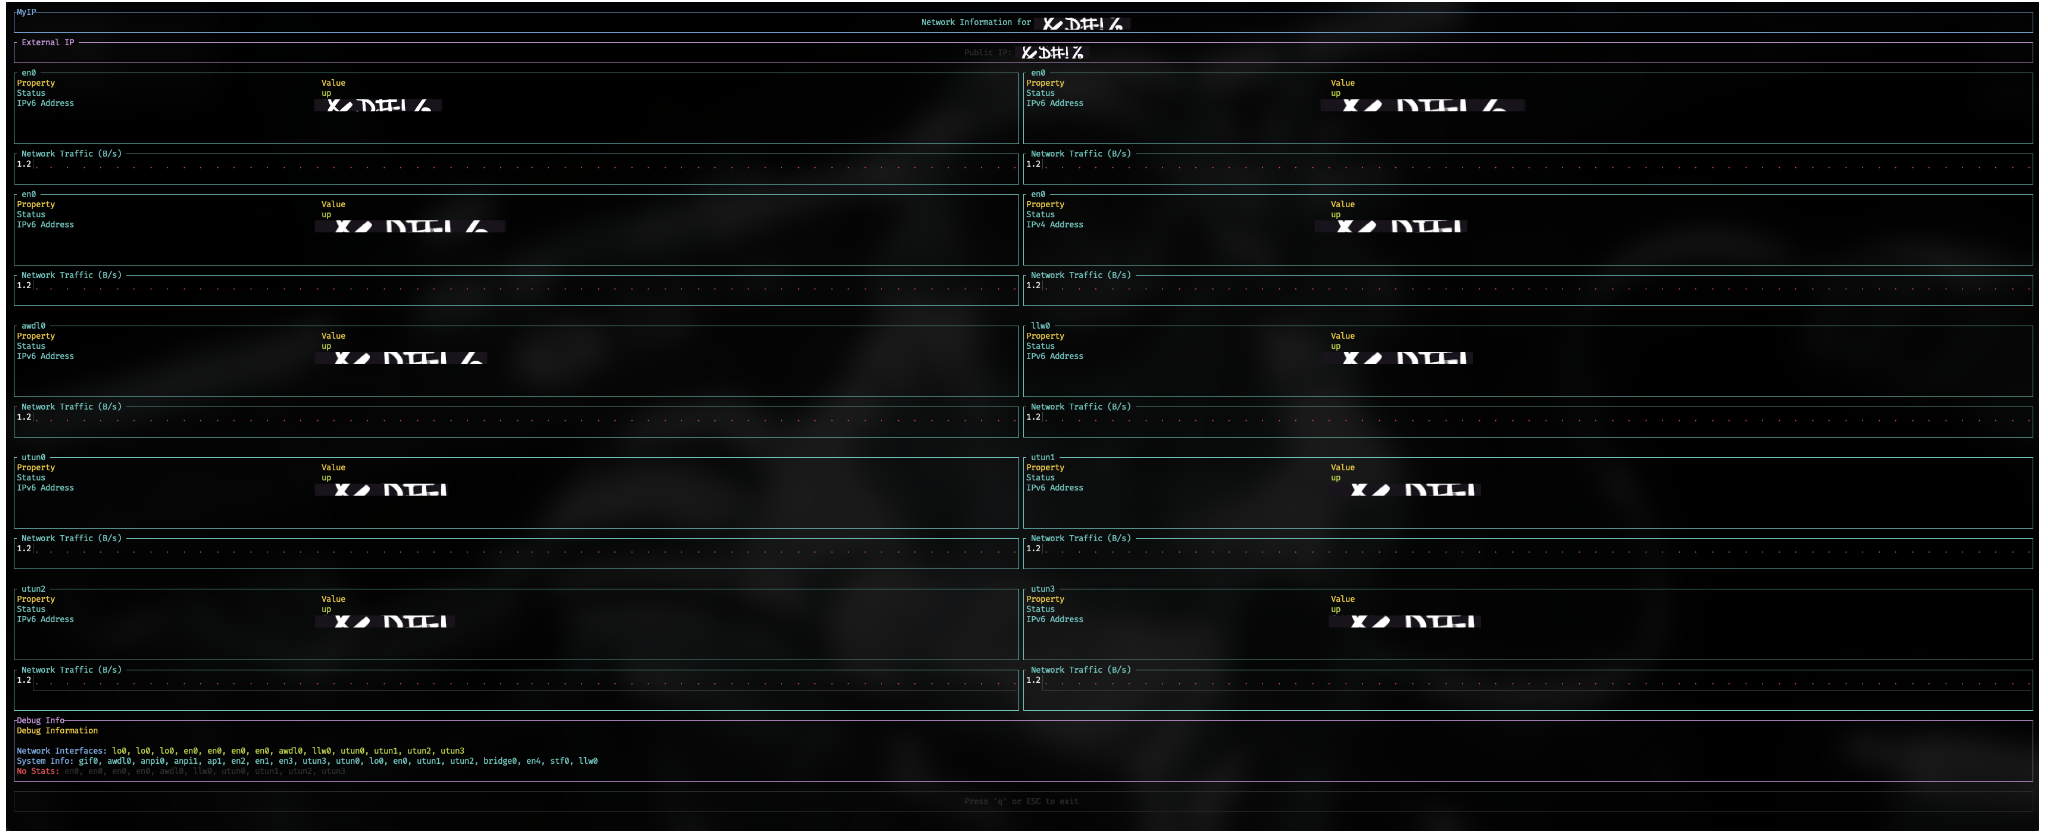 MyIP
Network Information for
External IP
Public IP:
en0 en0
Property Value Property Value
Status up Status up
IPv6 Address IPv6 Address
Network Traffic (B/s) Network Traffic (B/s)
1.2 1.2
en0 en0
Property Value Property Value
Status up Status up
IPv6 Address IPv4 Address
Network Traffic (B/s) Network Traffic (B/s)
1.2 1.2
awdl0 llw0
Property Value Property Value
Status up Status up
IPv6 Address IPv6 Address
Network Traffic (B/s) Network Traffic (B/s)
1.2 1.2
utun0 utun1
Property Value Property Value
Status up Status up
IPv6 Address IPv6 Address
Network Traffic (B/s) Network Traffic (B/s)
1.2 1.2
utun2 utun3
Property Value Property Value
Status up Status up
IPv6 Address IPv6 Address
Network Traffic (B/s) Network Traffic (B/s)
1.2 1.2
Debug Info
Debug Information
Network Interfaces: lo0, lo0, lo0, en0, en0, en0, en0, awdl0, llw0, utun0, utun1, utun2, utun3
System Info: gif0, awdl0, anpi0, anpi1, ap1, en2, en1, en3, utun3, utun0, lo0, en0, utun1, utun2, bridge0, en4, stf0, llw0
No Stats: en0, en0, en0, en0, awdl0, llw0, utun0, utun1, utun2, utun3
Press 'q' or ESC to exit